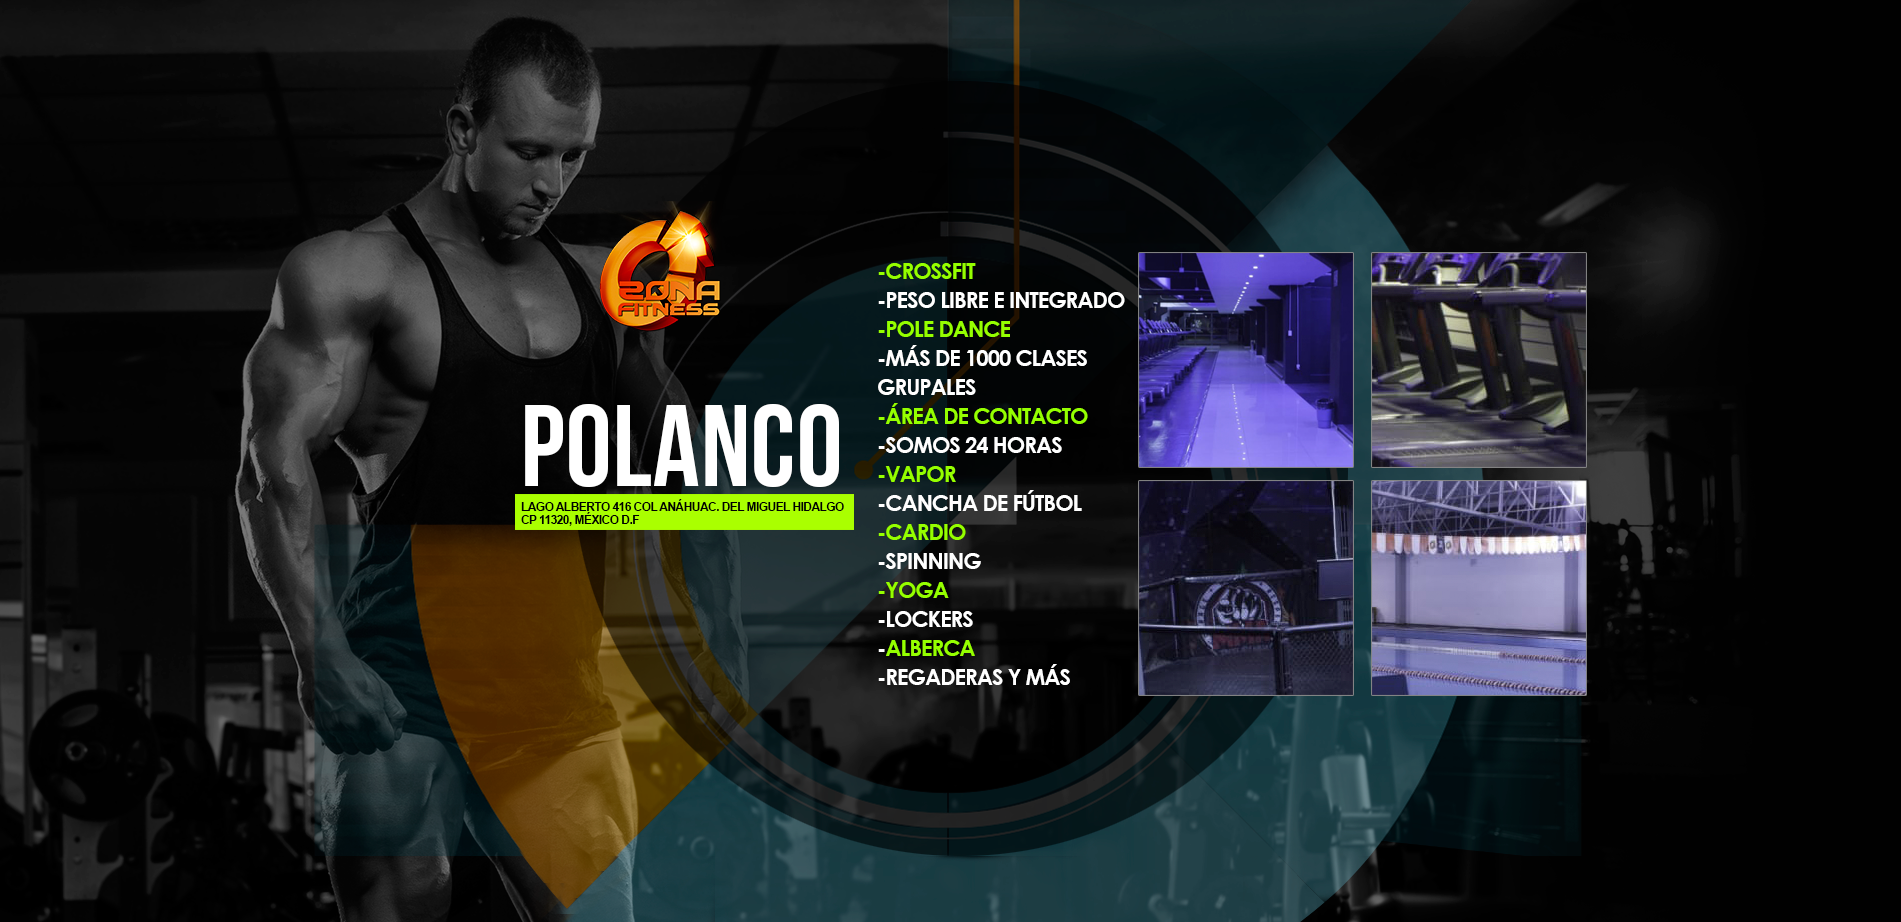 ZONA
FITNESS
POLANCO
LAGO ALBERTO 416 COL ANÁHUAC. DEL MIGUEL HIDALGO
CP 11320, MÉXICO D.F
-CROSSFIT
-PESO LIBRE E INTEGRADO
-POLE DANCE
-MÁS DE 1000 CLASES
GRUPALES
-ÁREA DE CONTACTO
-SOMOS 24 HORAS
-VAPOR
-CANCHA DE FÚTBOL
-CARDIO
-SPINNING
-YOGA
-LOCKERS
-ALBERCA
-REGADERAS Y MÁS